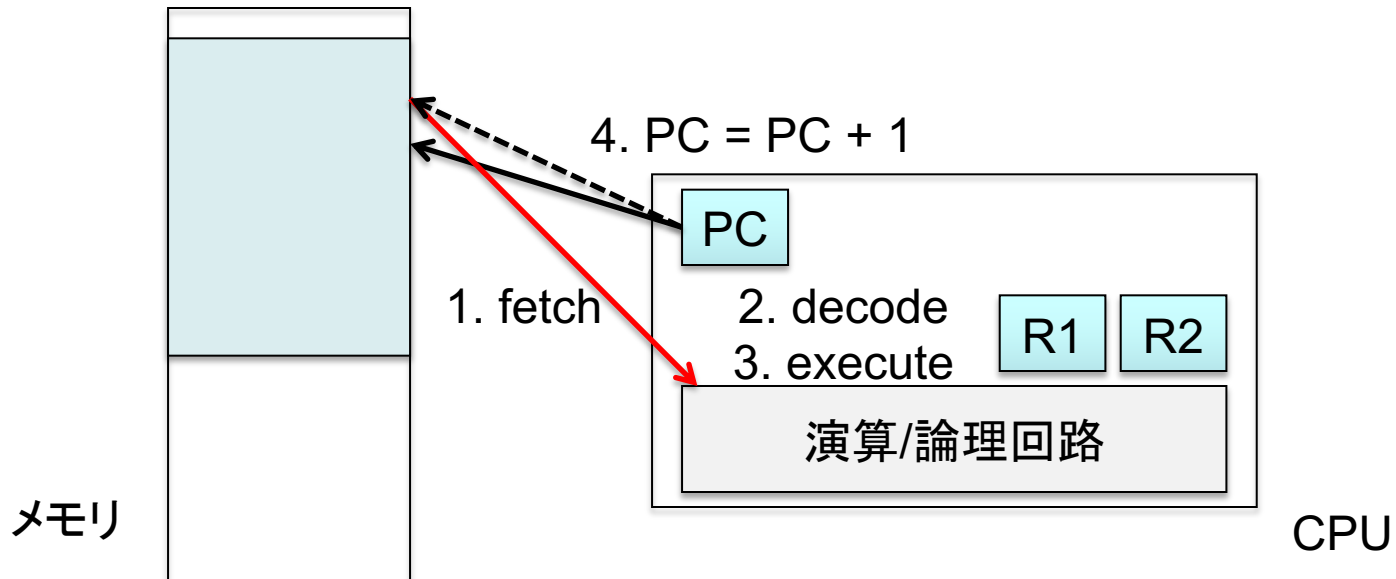 4. PC = PC + 1
PC
1. fetch
2. decode
3. execute
R1
R2
演算/論理回路
メモリ
CPU